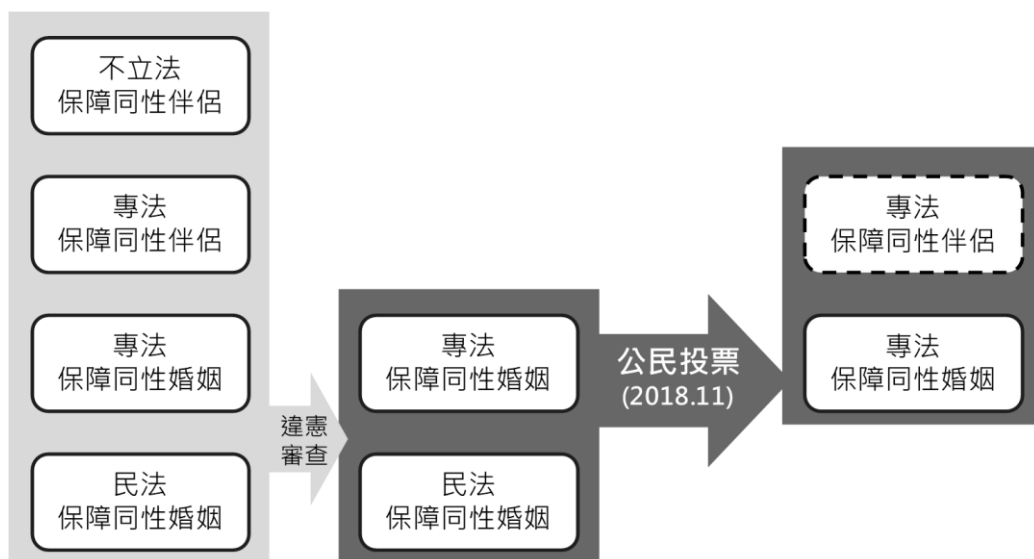 不立法
保障同性伴侶
專法
保障同性伴侶
專法
保障同性婚姻
民法
保障同性婚姻
違憲
審查
專法
保障同性婚姻
民法
保障同性婚姻
公民投票
(2018.11)
專法
保障同性伴侶
專法
保障同性婚姻